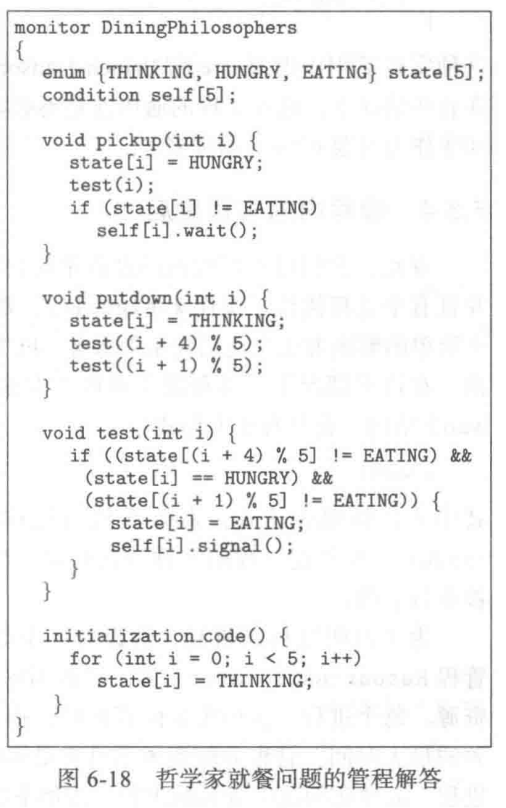 monitor DiningPhilosophers
{
enum {THINKING, HUNGRY, EATING} state[5];
condition self[5];
void pickup(int i) {
state[i] = HUNGRY;
test(i);
if (state[i] != EATING)
self[i].wait();
}
void putdown(int i) {
state[i] = THINKING;
test((i + 4) % 5);
test((i + 1) % 5);
}
void test(int i) {
if ((state[(i + 4) % 5] != EATING) &&
(state[i] == HUNGRY) &&
(state[(i + 1) % 5] != EATING)) {
state[i] = EATING;
self[i].signal();
}
}
initialization_code() {
for (int i = 0; i < 5; i++)
state[i] = THINKING;
}
}
图 6-18 哲学家就餐问题的管程解答